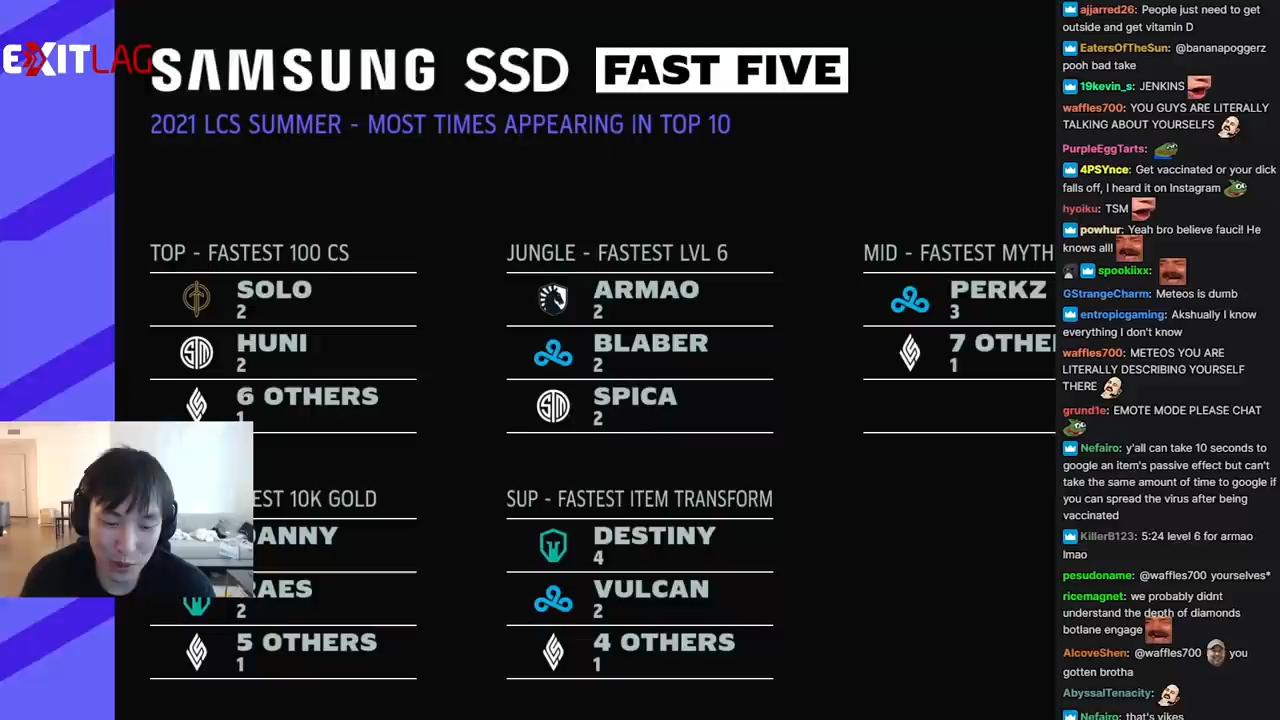 EXITLAG
SAMSUNG SSD FAST FIVE
2021 LCS SUMMER - MOST TIMES APPEARING IN TOP 10
TOP - FASTEST 100 CS
SOLO
2
HUNI
2
6 OTHERS
1
JUNGLE - FASTEST LVL 6
ARMAO
2
BLABER
2
SPICA
2
MID - FASTEST MYTH
PERKZ
3
7 OTHE
1
EST 10K GOLD
DANNY
RAES
2
5 OTHERS
1
SUP - FASTEST ITEM TRANSFORM
DESTINY
4
VULCAN
2
4 OTHERS
1
ajjarred26: People just need to get
outside and get vitamin D
EatersOfTheSun: @bananapoggerz
pooh bad take
19kevin_s: JENKINS
waffles700: YOU GUYS ARE LITERALLY
TALKING ABOUT YOURSELFS
PurpleEggTarts:
4PSYnce: Get vaccinated or your dick
falls off, I heard it on Instagram
hyoiku: TSM
powhur: Yeah bro believe fauci! He
knows all!
spookiixx:
GStrangeCharm: Meteos is dumb
entropicgaming: Akshually I know
everything I don't know
waffles700: METEOS YOU ARE
LITERALLY DESCRIBING YOURSELF
THERE
grund1e: EMOTE MODE PLEASE CHAT
Nefairo: y'all can take 10 seconds to
google an item's passive effect but can't
take the same amount of time to google if
you can spread the virus after being
vaccinated
KillerB123: 5:24 level 6 for armao
lmao
pesudoname: @waffles700 yourselves*
ricemagnet: we probably didnt
understand the depth of diamonds
botlane engage
AlcoveShen: @waffles700 you
gotten brotha
AbyssalTenacity:
Nefairo: that's yikes